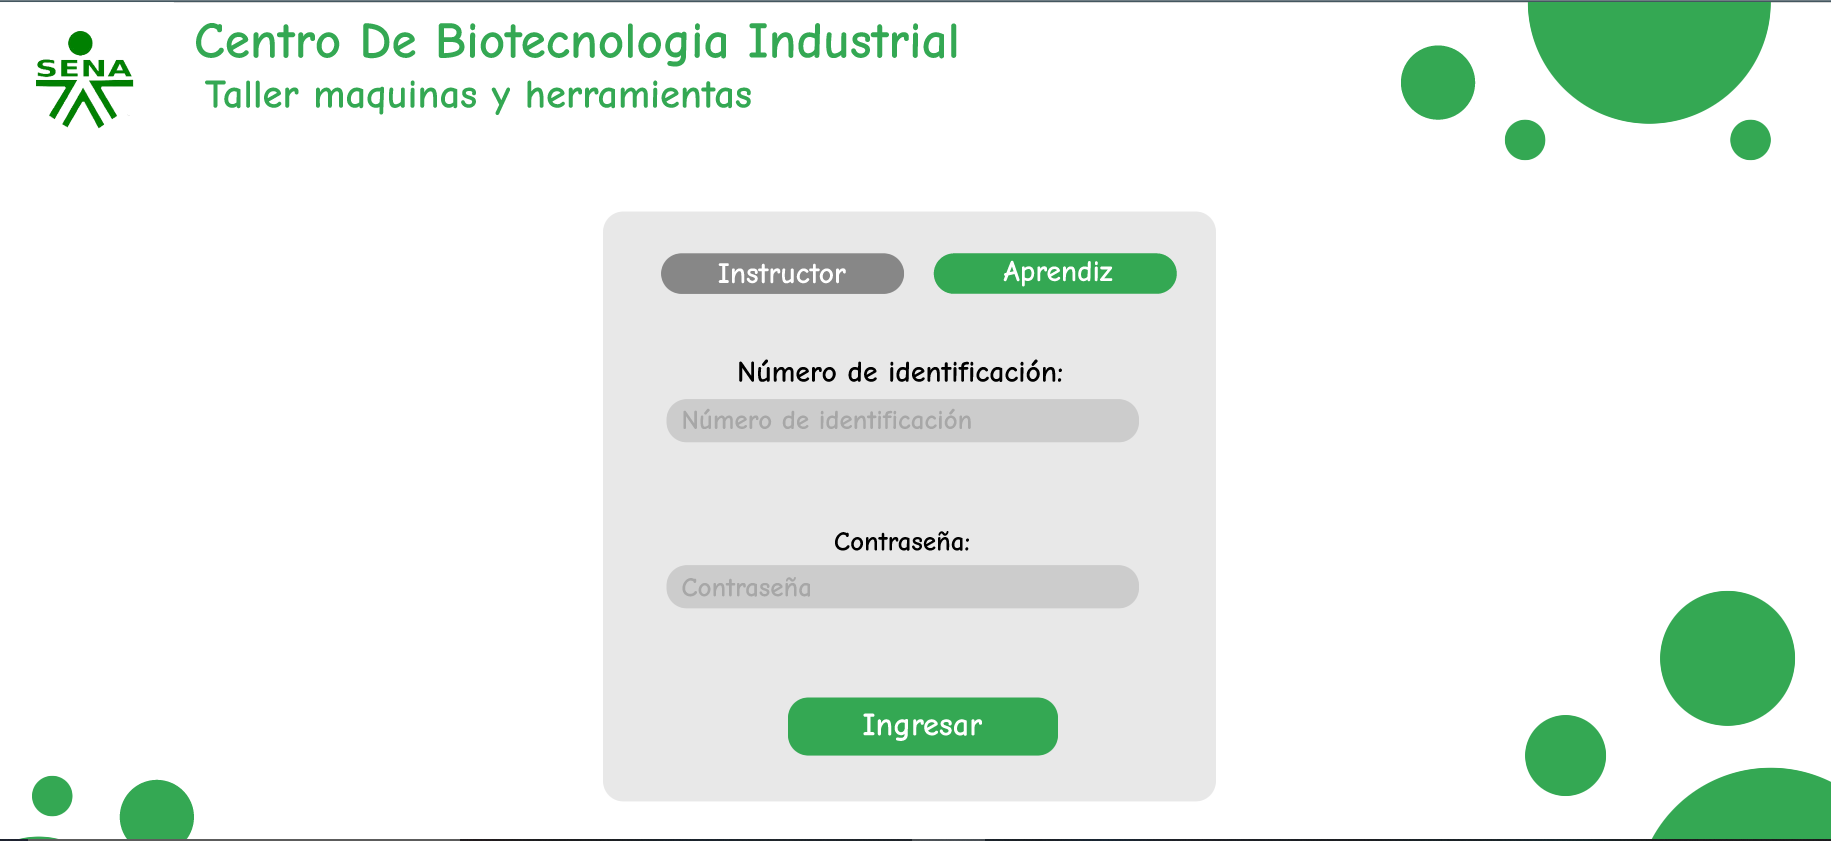 Centro De Biotecnologia Industrial
SENA
Taller maquinas y herramientas
Instructor
Aprendiz
Número de identificación:
Número de identificación
Contraseña:
Contraseña
Ingresar